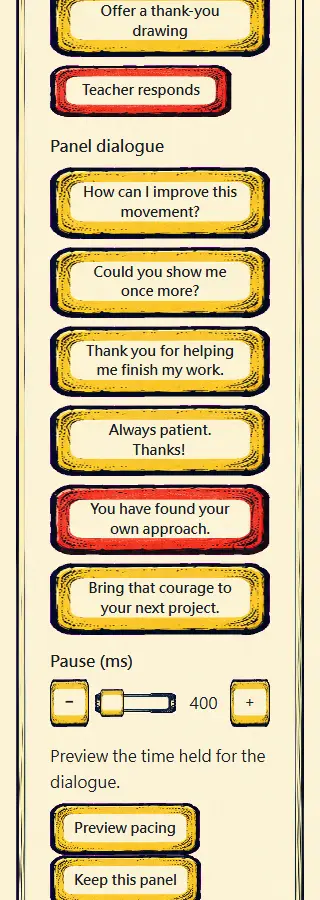 Offer a thank-you
drawing
Teacher responds
Panel dialogue
How can I improve this
movement?
Could you show me
once more?
Thank you for helping
me finish my work.
Always patient.
Thanks!
You have found your
own approach.
Bring that courage to
your next project.
Pause (ms)
− 400 +
Preview the time held for the
dialogue.
Preview pacing
Keep this panel